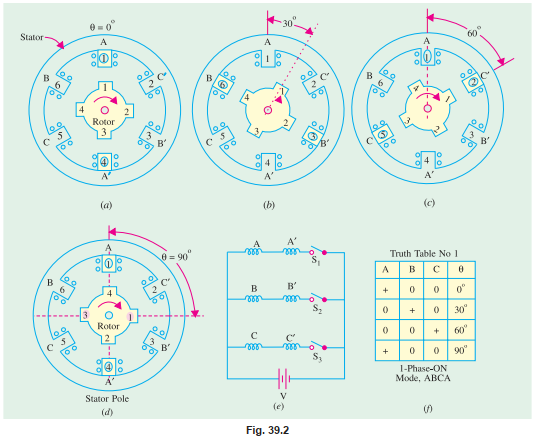 θ = 0°
Stator
A
1
B
6
C'
2
1
4
2
Rotor
3
C
5
3
B'
4
A'
(a)
30°
A
1
B
6
C'
2
4
1
3
2
C
5
3
B'
4
A'
(b)
60°
A
1
B
6
C'
2
4
1
3
2
C
5
3
B'
4
A'
(c)
θ = 90°
A
1
B
6
C'
2
4
3
1
Rotor
2
C
5
3
B'
4
A'
Stator Pole
(d)
A A' S1
B B' S2
C C' S3
V
(e)
Truth Table No 1
A B C θ
+ 0 0 0°
0 + 0 30°
0 0 + 60°
+ 0 0 90°
1-Phase-ON
Mode, ABCA
(f)
Fig. 39.2